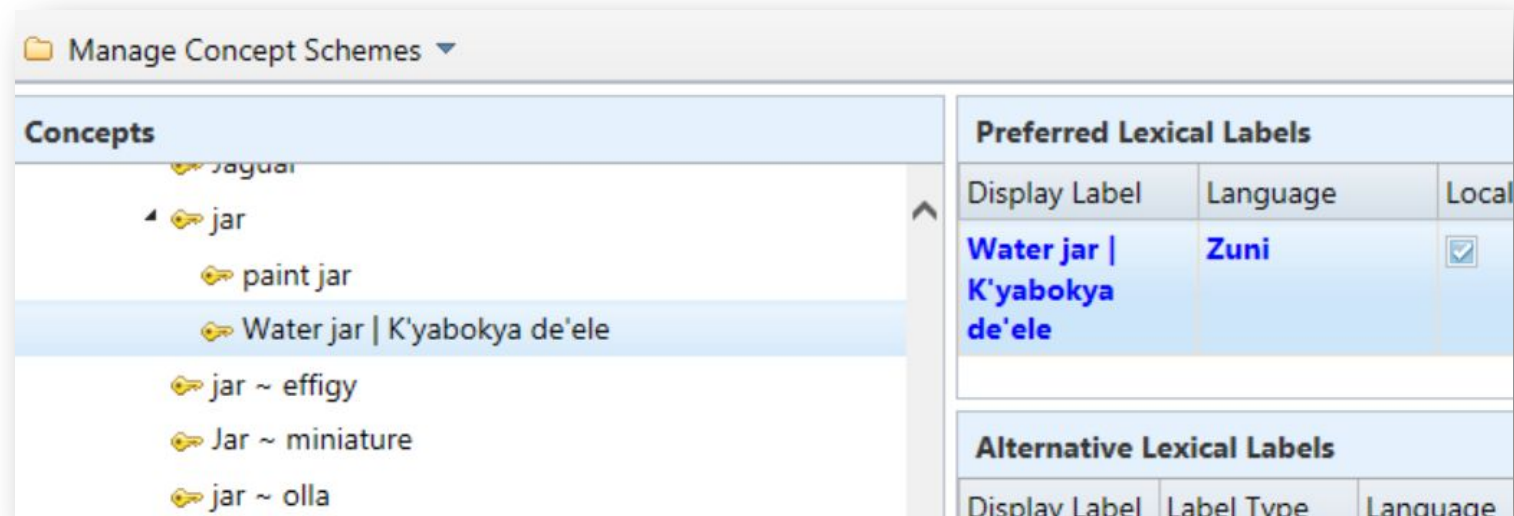 Manage Concept Schemes
Concepts
Jaguar
jar
paint jar
Water jar | K'yabokya de'ele
jar ~ effigy
Jar ~ miniature
jar ~ olla
Preferred Lexical Labels
Display Label Language Local
Water jar | Zuni
K'yabokya
de'ele
Alternative Lexical Labels
Display Label Label Type Language